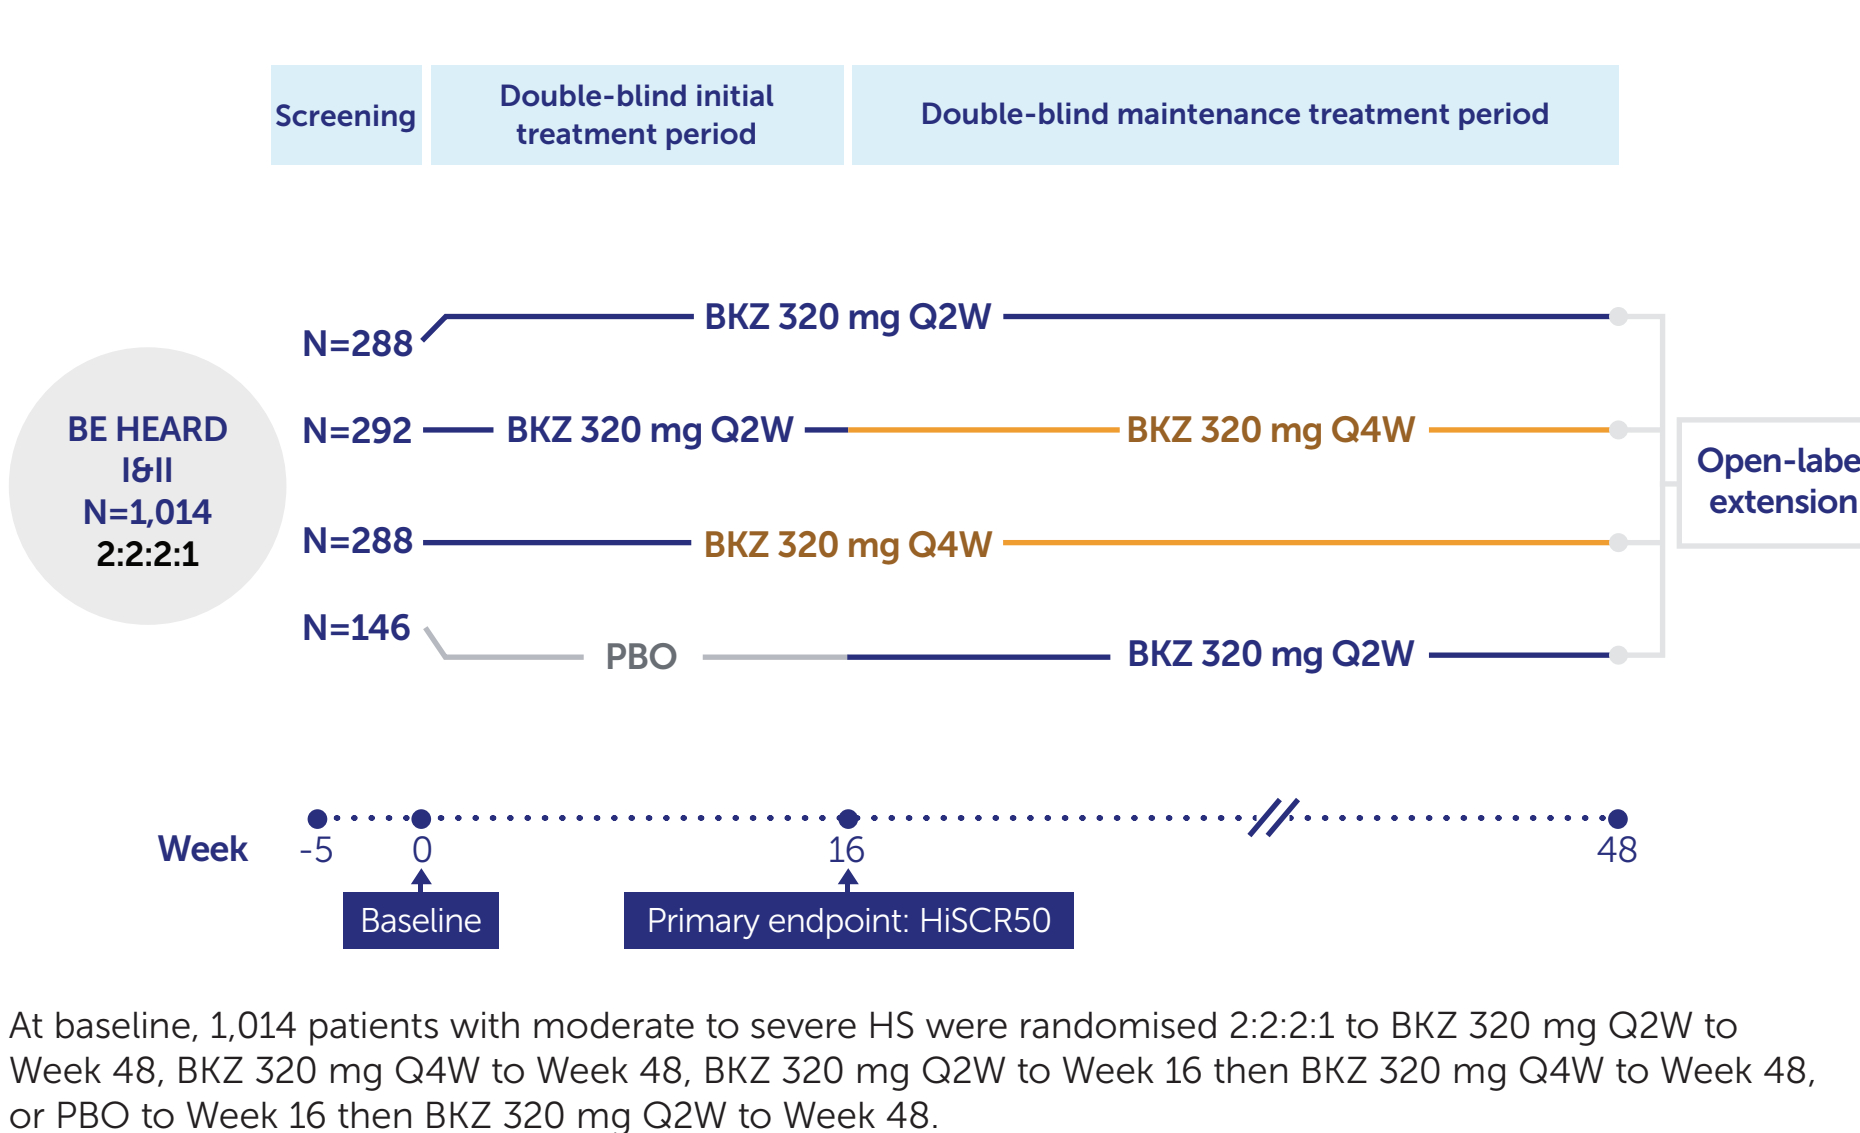 Screening
Double-blind initial
treatment period
Double-blind maintenance treatment period
BE HEARD
I&II
N=1,014
2:2:2:1
N=288
BKZ 320 mg Q2W
N=292
BKZ 320 mg Q2W
BKZ 320 mg Q4W
N=288
BKZ 320 mg Q4W
N=146
PBO
BKZ 320 mg Q2W
Open-labe
extension
Week
-5
0
16
48
Baseline
Primary endpoint: HiSCR50
At baseline, 1,014 patients with moderate to severe HS were randomised 2:2:2:1 to BKZ 320 mg Q2W to
Week 48, BKZ 320 mg Q4W to Week 48, BKZ 320 mg Q2W to Week 16 then BKZ 320 mg Q4W to Week 48,
or PBO to Week 16 then BKZ 320 mg Q2W to Week 48.